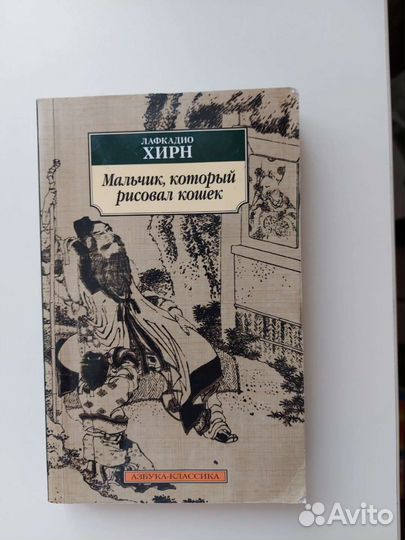 ЛАФКАДИО
ХИРН
Мальчик, который
рисовал кошек
АЗБУКА-КЛАССИКА
Avito